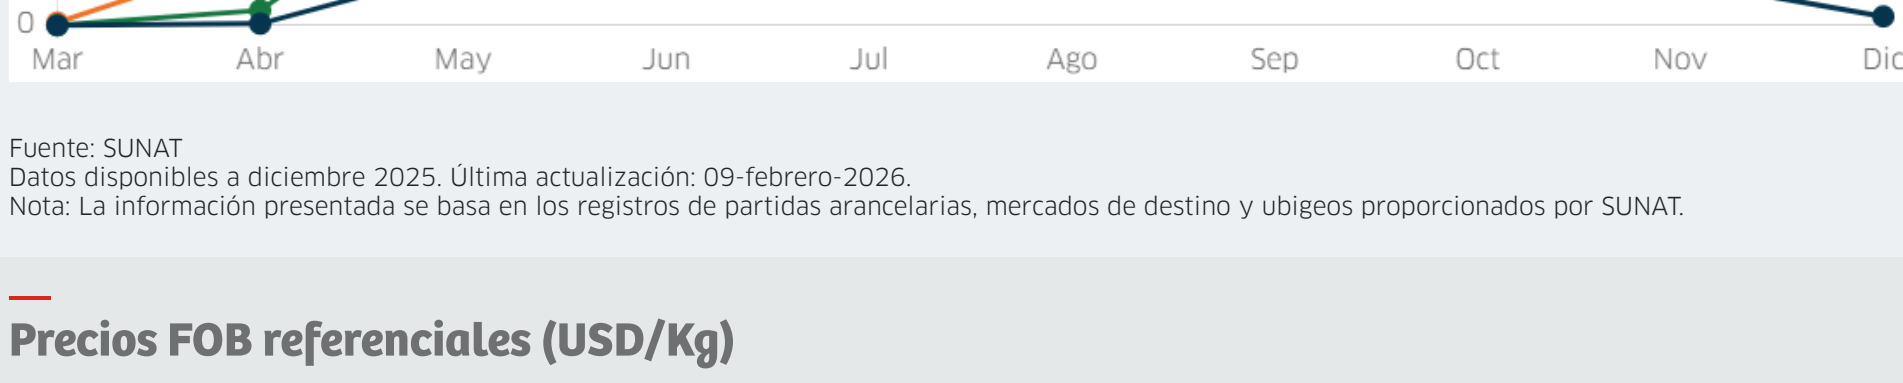 0
Mar Abr May Jun Jul Ago Sep Oct Nov Dic
Fuente: SUNAT
Datos disponibles a diciembre 2025. Última actualización: 09-febrero-2026.
Nota: La información presentada se basa en los registros de partidas arancelarias, mercados de destino y ubigeos proporcionados por SUNAT.
Precios FOB referenciales (USD/Kg)